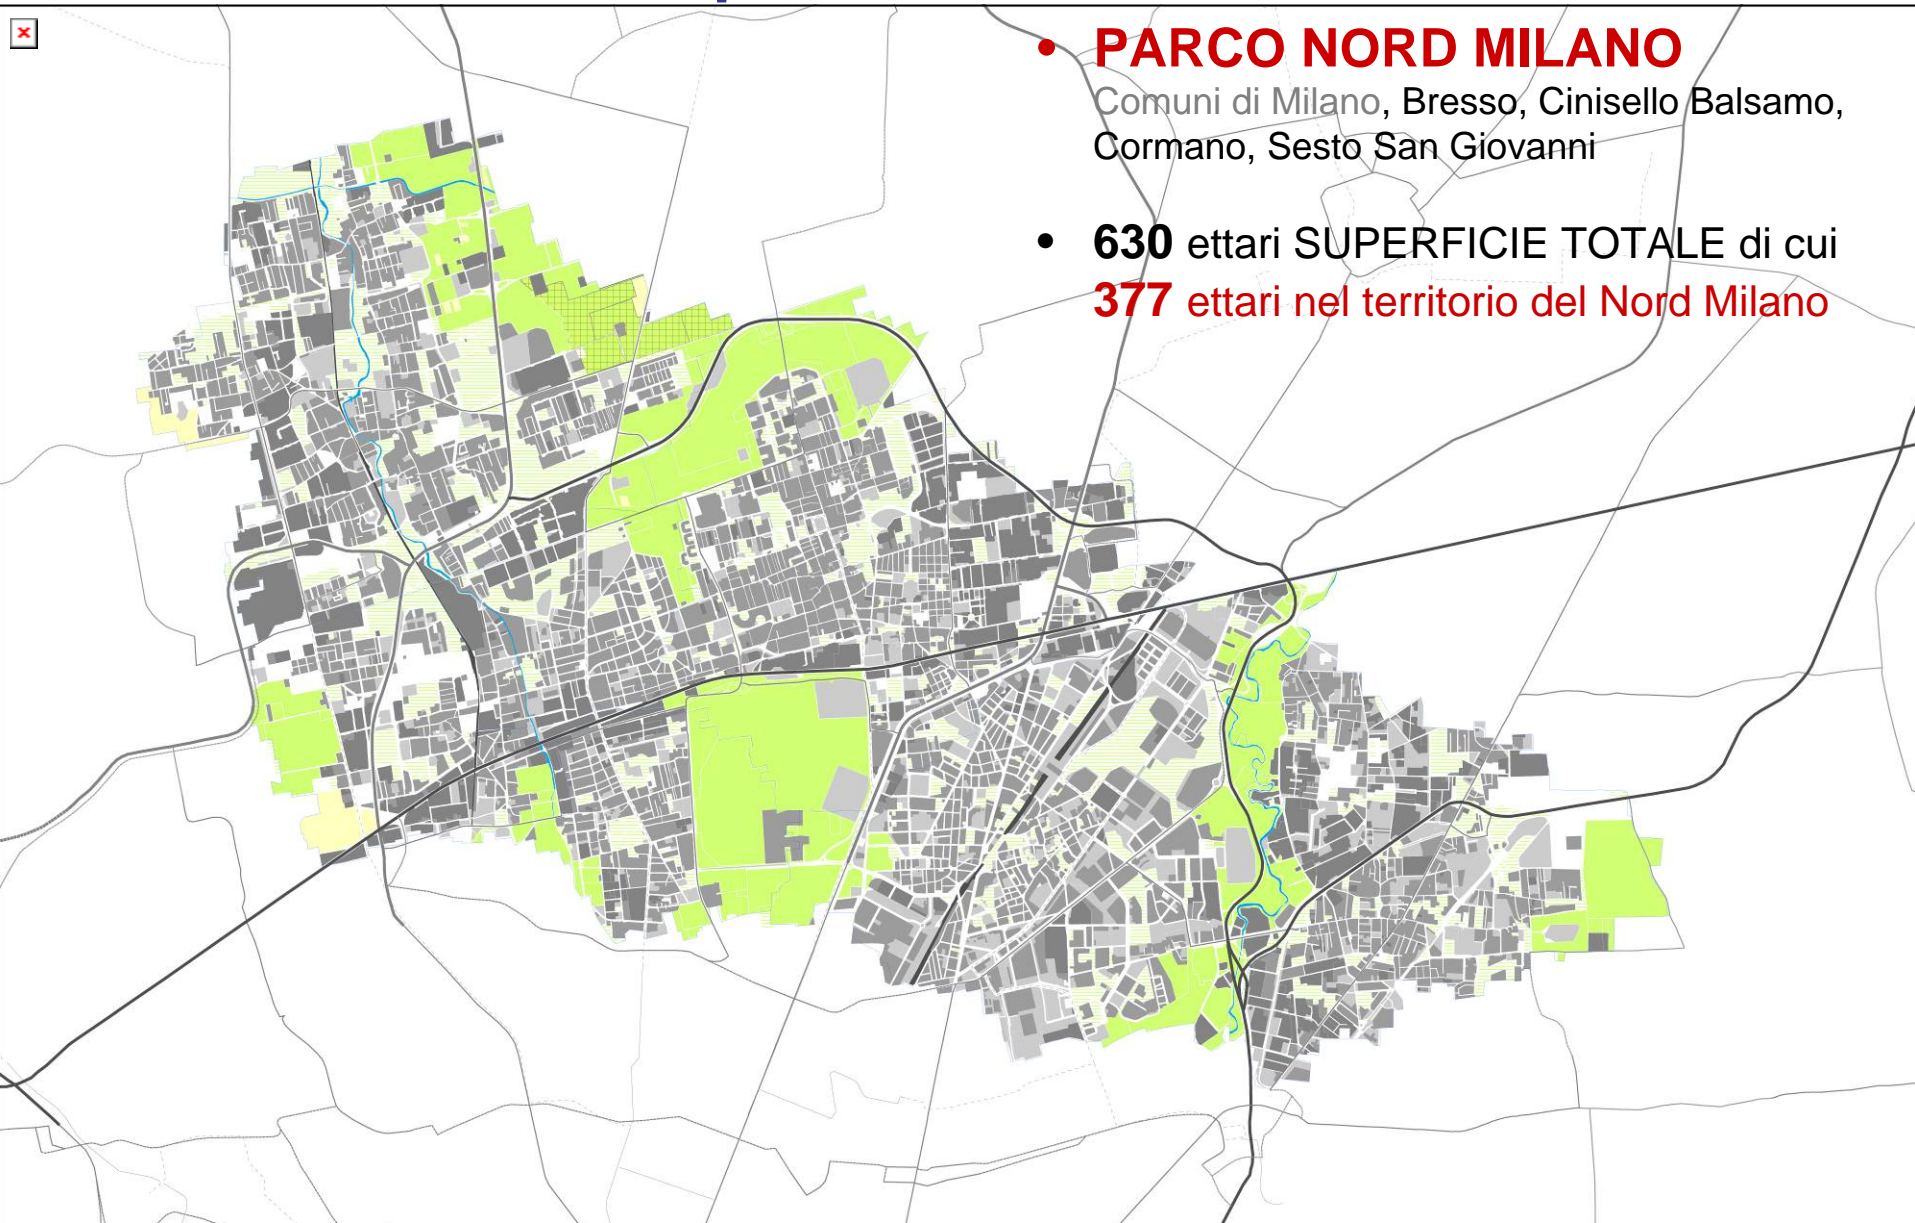 • PARCO NORD MILANO
Comuni di Milano, Bresso, Cinisello Balsamo,
Cormano, Sesto San Giovanni
• 630 ettari SUPERFICIE TOTALE di cui
377 ettari nel territorio del Nord Milano